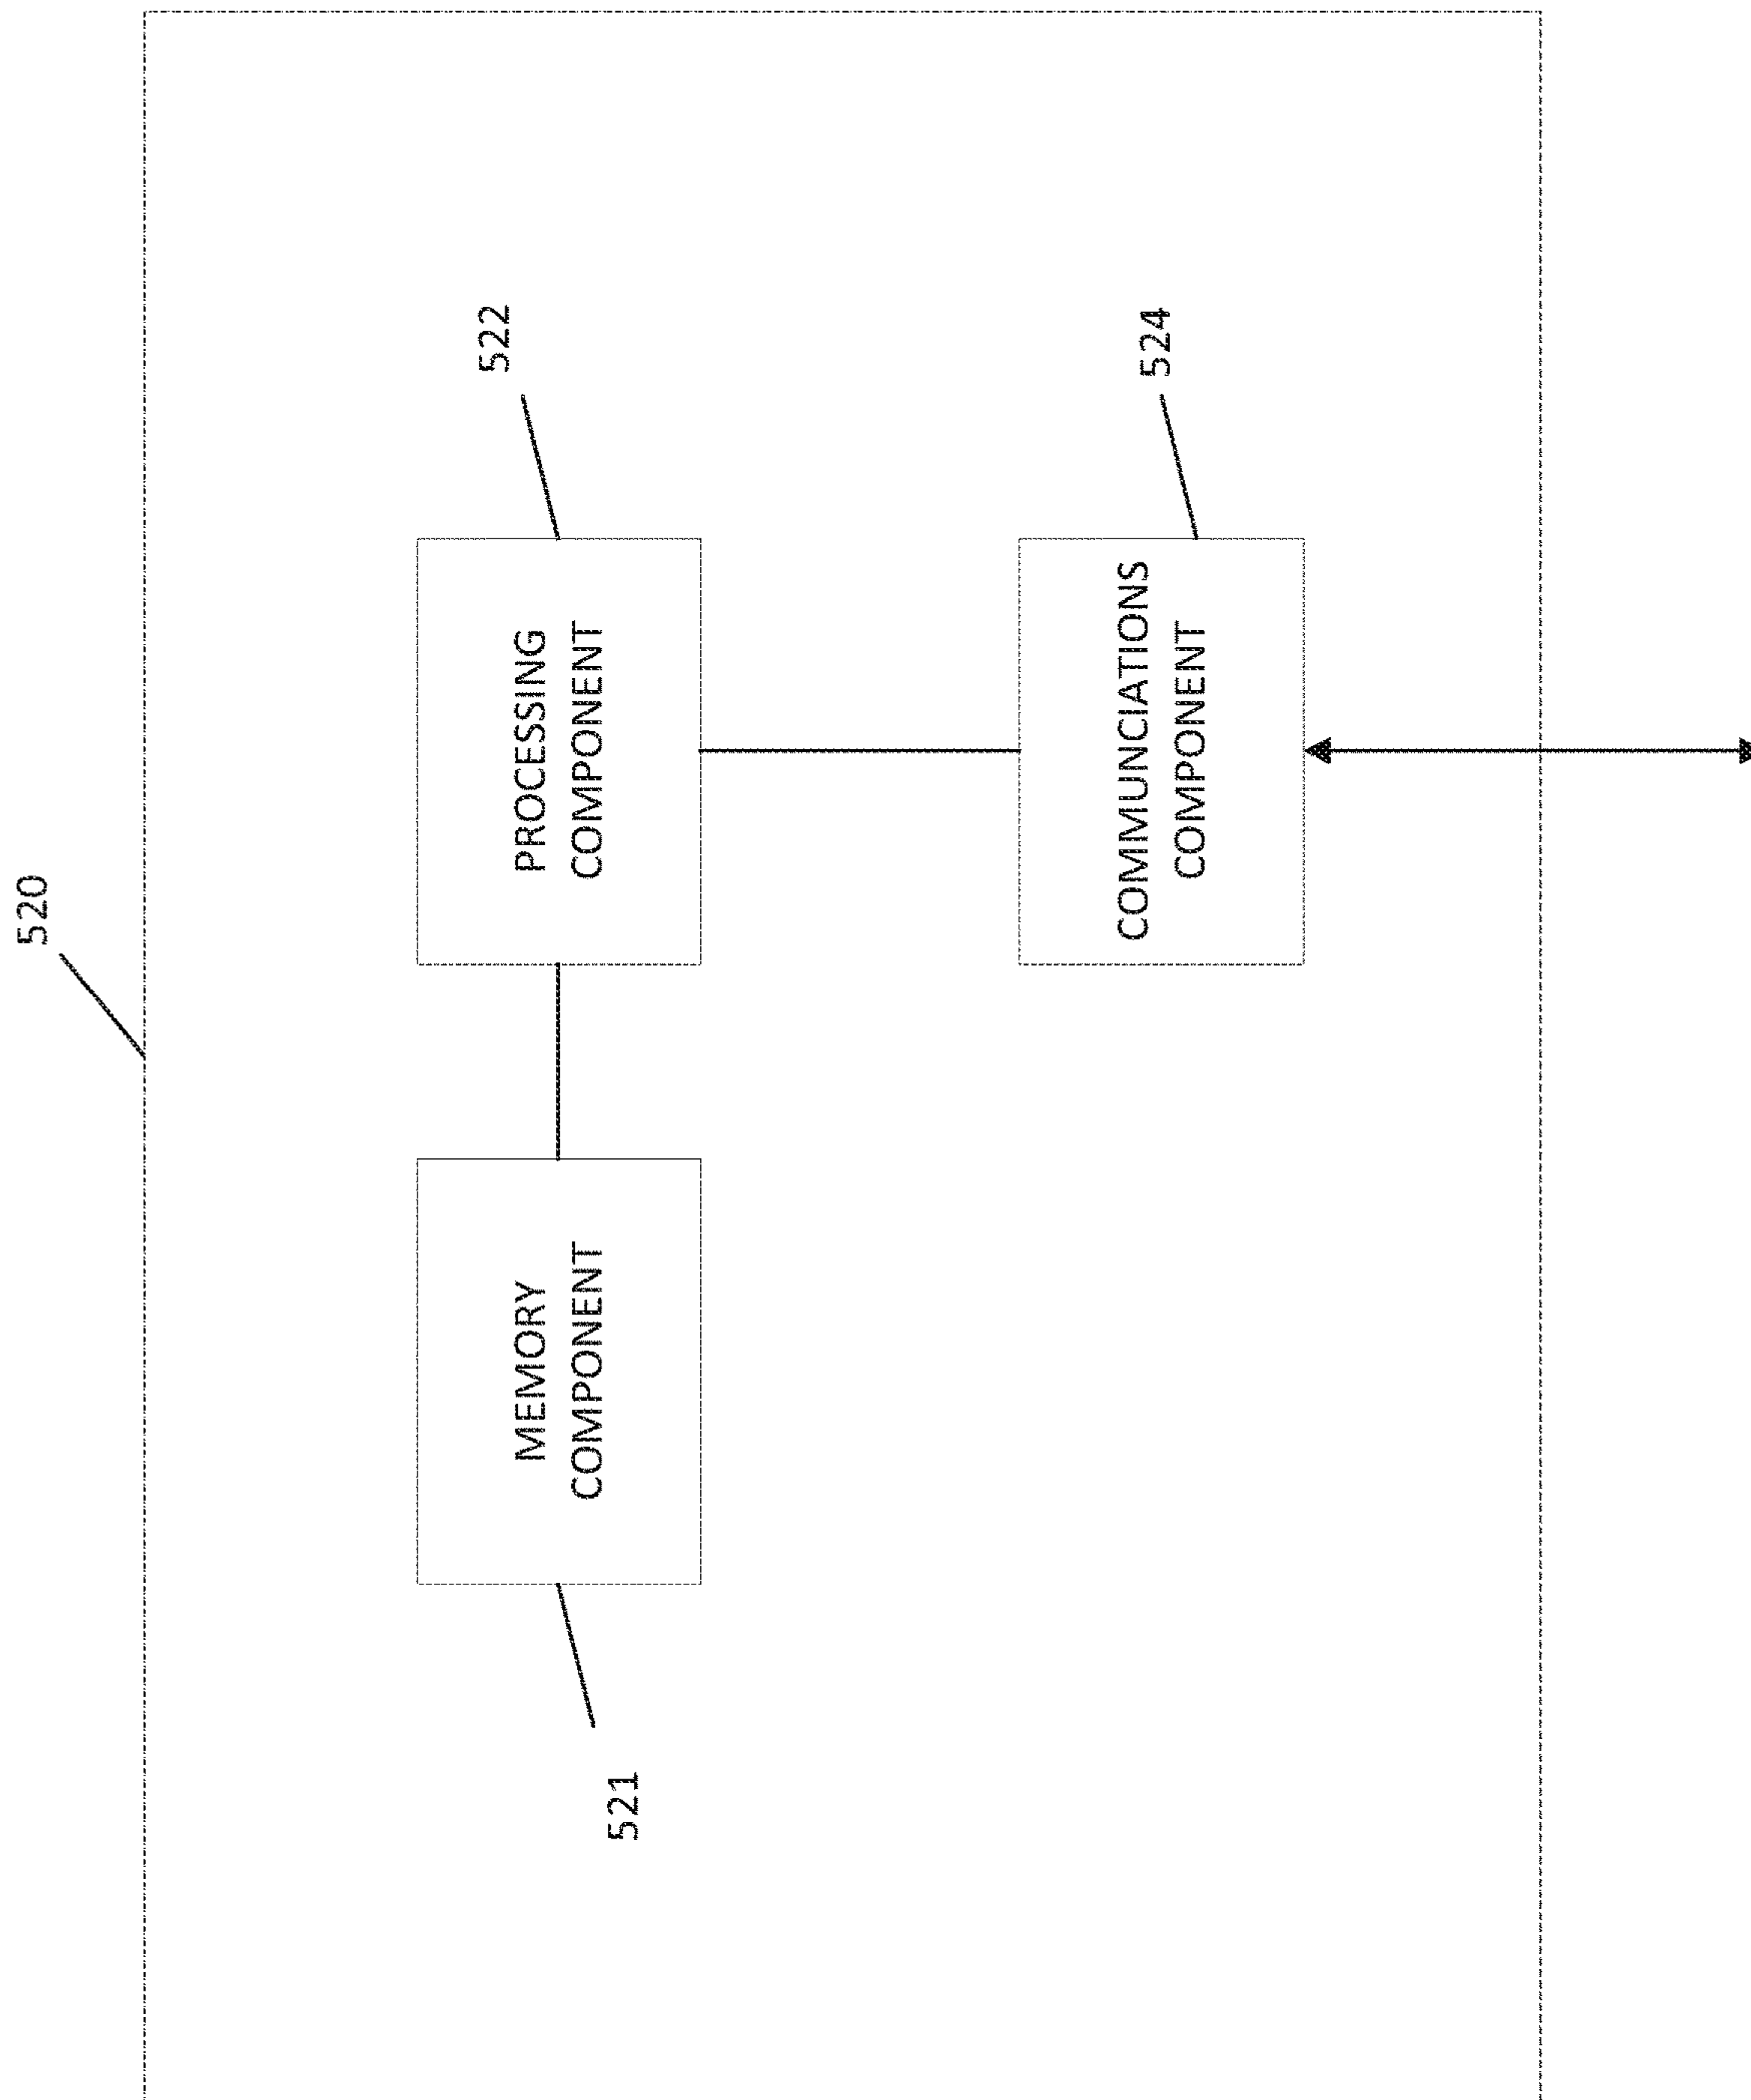 520
522
PROCESSING
COMPONENT
MEMORY
COMPONENT
521
524
COMMUNCIATIONS
COMPONENT